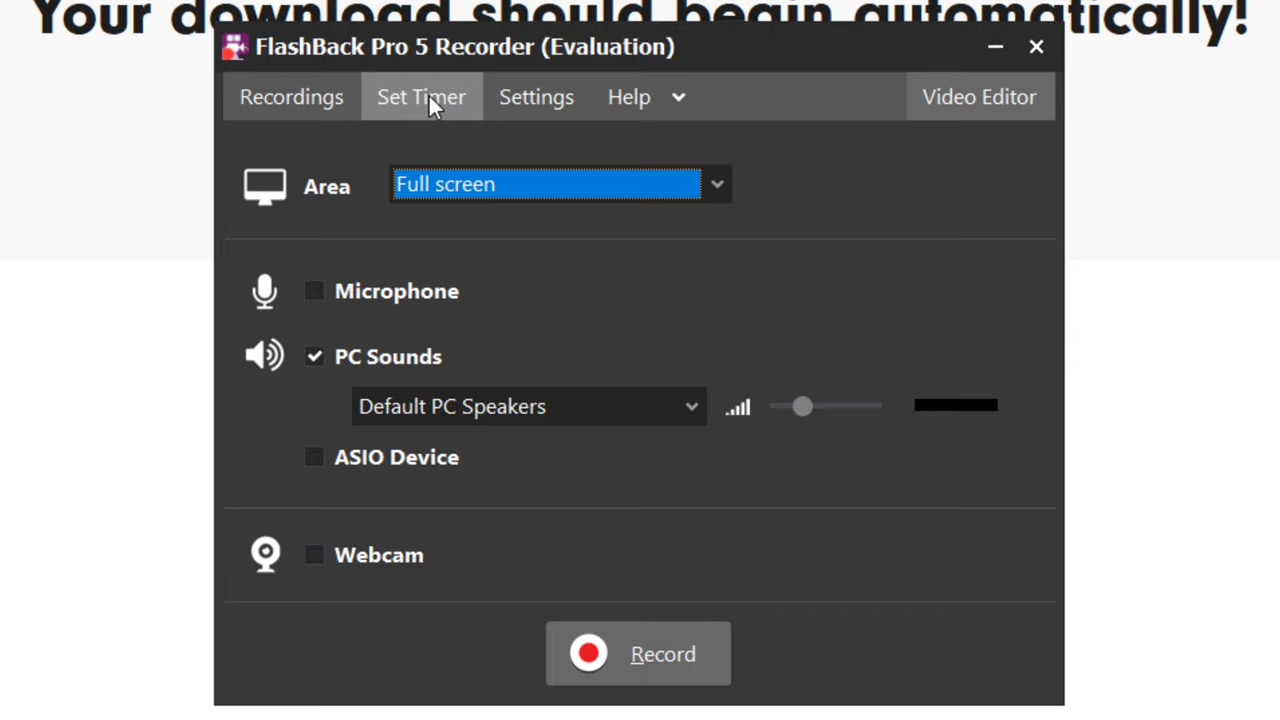 Your download should begin automatically!
FlashBack Pro 5 Recorder (Evaluation)
Recordings Set Timer Settings Help Video Editor
Area Full screen
Microphone
PC Sounds
Default PC Speakers
ASIO Device
Webcam
Record